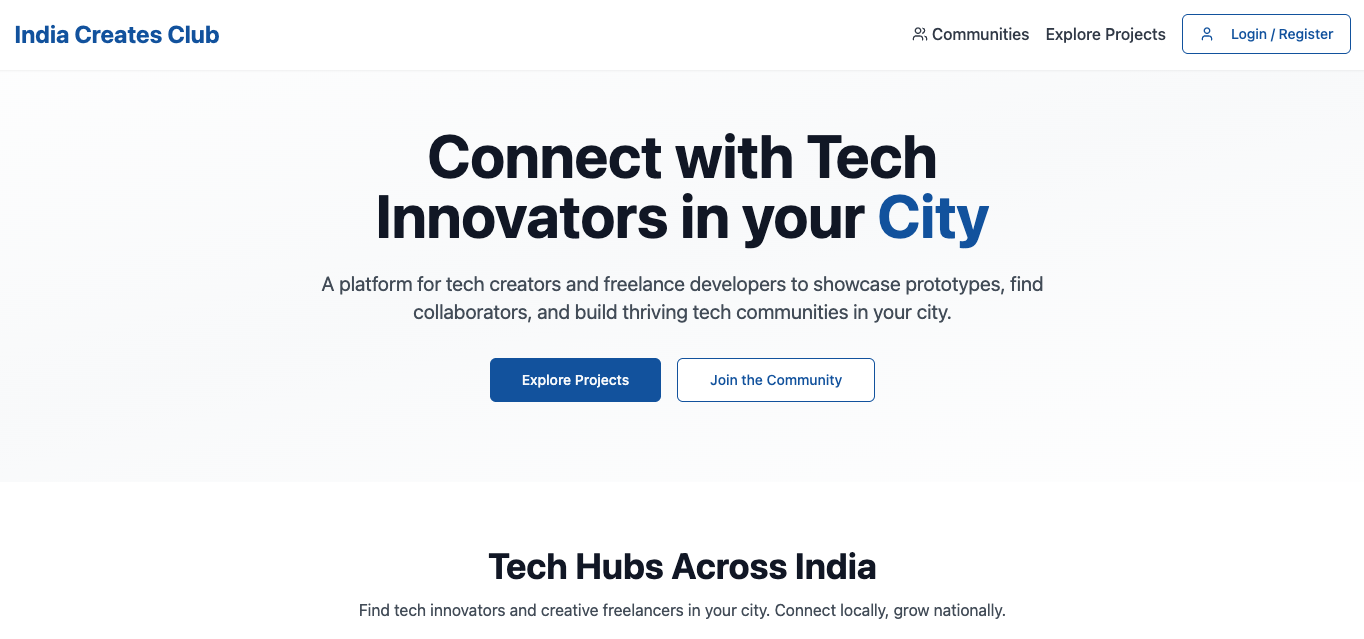 India Creates Club
Communities
Explore Projects
Login / Register
Connect with Tech
Innovators in your City
A platform for tech creators and freelance developers to showcase prototypes, find
collaborators, and build thriving tech communities in your city.
Explore Projects
Join the Community
Tech Hubs Across India
Find tech innovators and creative freelancers in your city. Connect locally, grow nationally.